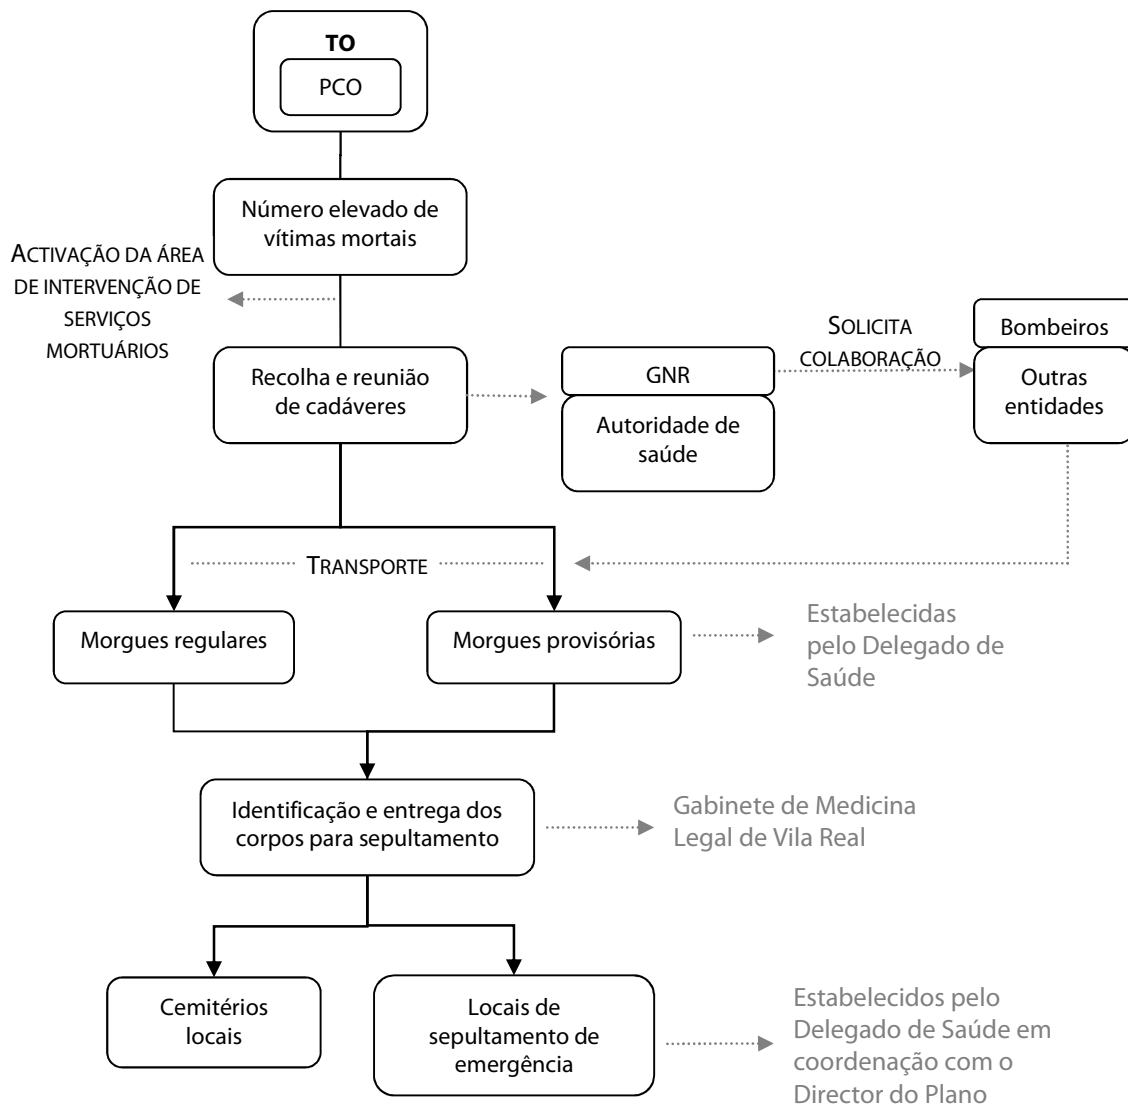 TO
PCO
Número elevado de
vítimas mortais
ACTIVAÇÃO DA ÁREA
DE INTERVENÇÃO DE
SERVIÇOS
MORTUÁRIOS
Recolha e reunião
de cadáveres
GNR
Autoridade de
saúde
SOLICITA
COLABORAÇÃO
Bombeiros
Outras
entidades
TRANSPORTE
Morgues regulares
Morgues provisórias
Estabelecidas
pelo Delegado de
Saúde
Identificação e entrega dos
corpos para sepultamento
Gabinete de Medicina
Legal de Vila Real
Cemitérios
locais
Locais de
sepultamento de
emergência
Estabelecidos pelo
Delegado de Saúde em
coordenação com o
Director do Plano